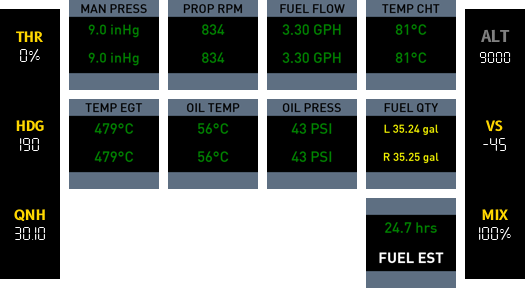 MAN PRESS PROP RPM FUEL FLOW TEMP CHT
9.0 inHg 834 3.30 GPH 81°C
9.0 inHg 834 3.30 GPH 81°C
THR
0%
ALT
9000
TEMP EGT OIL TEMP OIL PRESS FUEL QTY
479°C 56°C 43 PSI L 35.24 gal
479°C 56°C 43 PSI R 35.25 gal
HDG
190
VS
-45
QNH
30.10
24.7 hrs
FUEL EST
MIX
100%